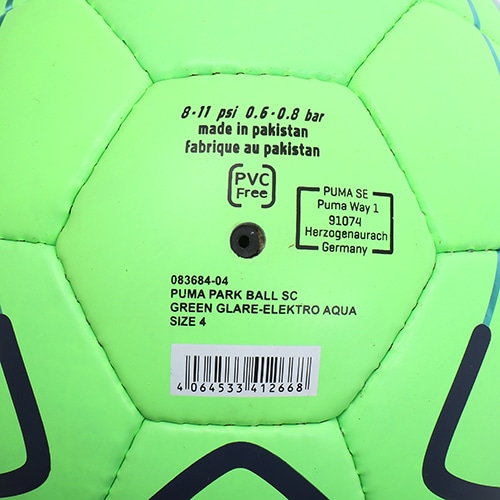 8-11 psi 0.6-0.8 bar
made in pakistan
fabrique au pakistan
PVC
Free
PUMA SE
Puma Way 1
91074
Herzogenaurach
Germany
083684-04
PUMA PARK BALL SC
GREEN GLARE-ELEKTRO AQUA
SIZE 4
4 064533 412668